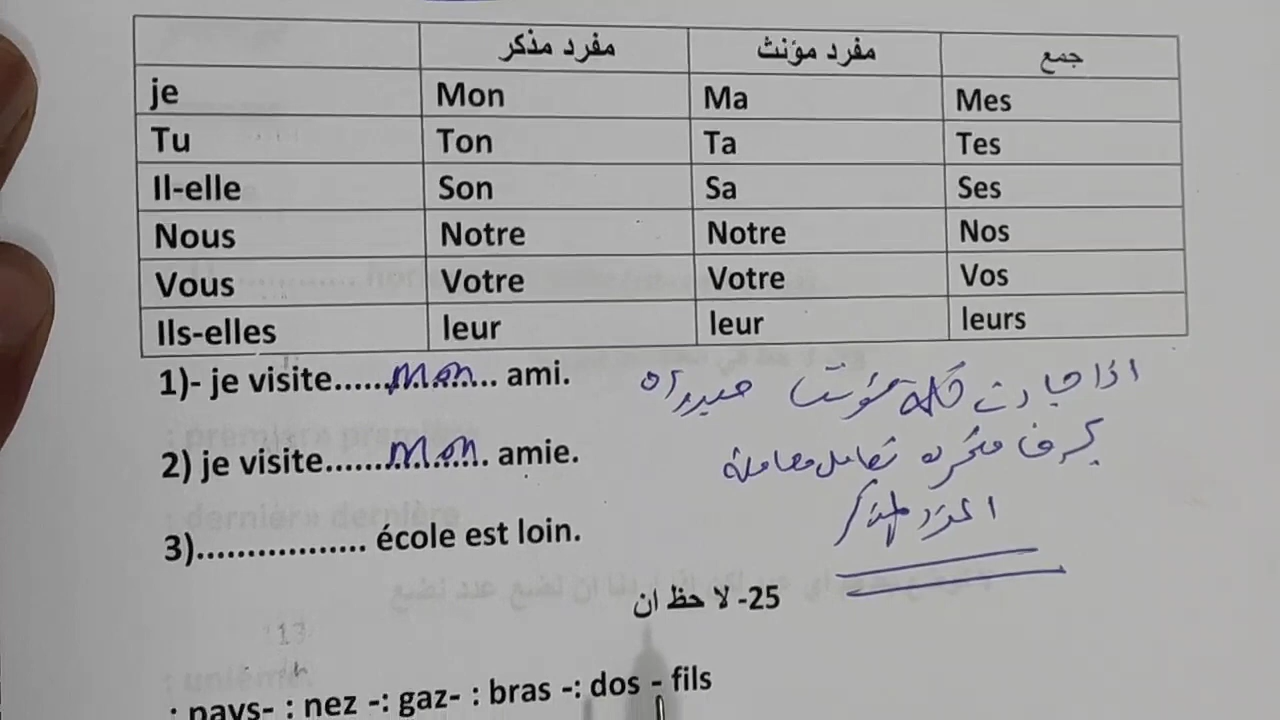 مفرد مذكر مفرد مؤنث جمع
je Mon Ma Mes
Tu Ton Ta Tes
Il-elle Son Sa Ses
Nous Notre Notre Nos
Vous Votre Votre Vos
Ils-elles leur leur leurs
1)- je visite......mon......... ami.
اذا جاءت كلمة مؤنث مبدوءه
2) je visite......mon......... amie.
بحرف متحرك تعامل معاملة
المفرد المذكر
3)................. école est loin.
25- لا حظ ان
: pays- : nez -: gaz- : bras -: dos - fils